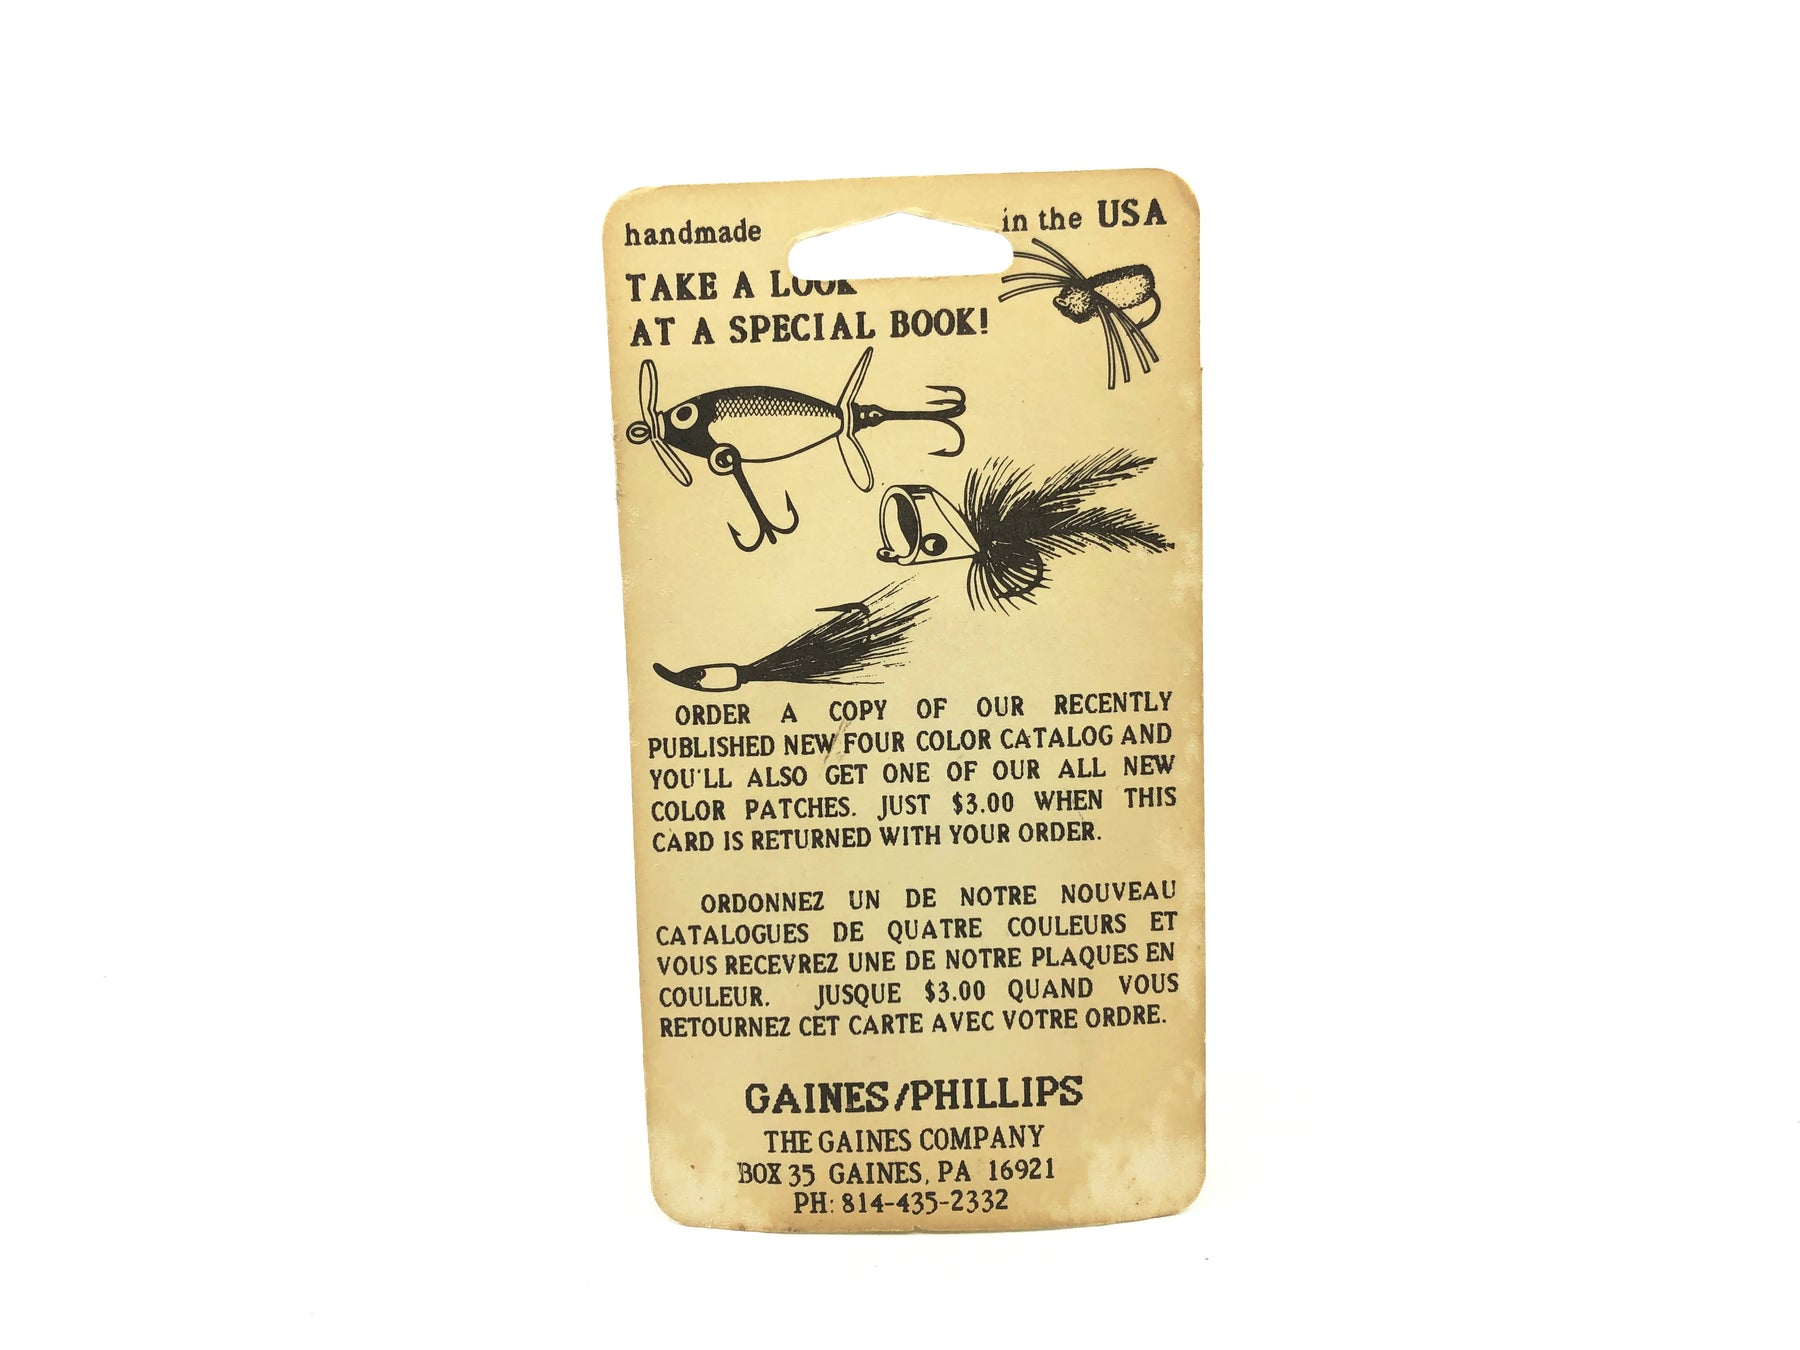 handmade in the USA
TAKE A LOOK
AT A SPECIAL BOOK!
ORDER A COPY OF OUR RECENTLY
PUBLISHED NEW FOUR COLOR CATALOG AND
YOU'LL ALSO GET ONE OF OUR ALL NEW
COLOR PATCHES. JUST $3.00 WHEN THIS
CARD IS RETURNED WITH YOUR ORDER.
ORDONNEZ UN DE NOTRE NOUVEAU
CATALOGUES DE QUATRE COULEURS ET
VOUS RECEVREZ UNE DE NOTRE PLAQUES EN
COULEUR. JUSQUE $3.00 QUAND VOUS
RETOURNEZ CET CARTE AVEC VOTRE ORDRE.
GAINES/PHILLIPS
THE GAINES COMPANY
BOX 35 GAINES, PA 16921
PH: 814-435-2332